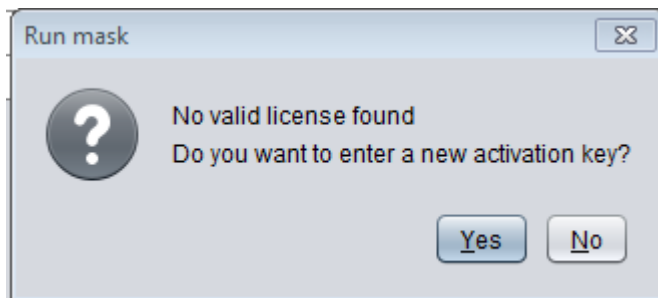 Run mask
No valid license found
Do you want to enter a new activation key?
Yes
No